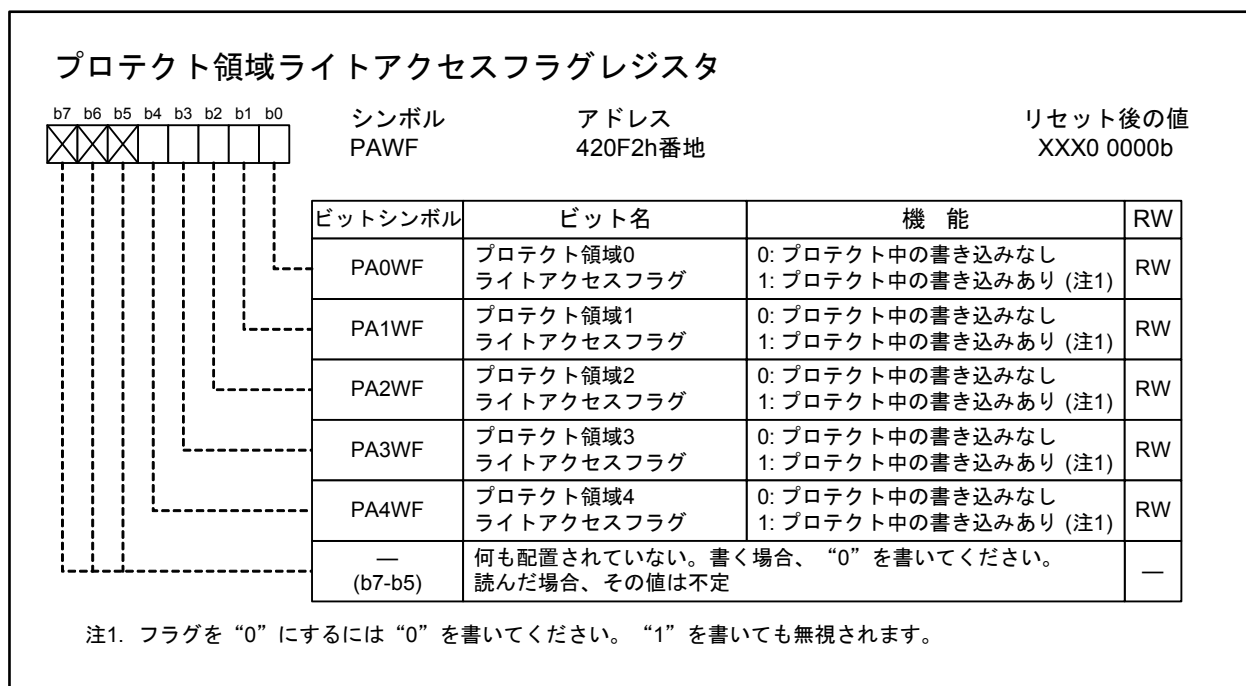 プロテクト領域ライトアクセスフラグレジスタ
b7 b6 b5 b4 b3 b2 b1 b0
シンボル アドレス リセット後の値
PAWF 420F2h番地 XXX0 0000b
ビットシンボル ビット名 機 能 RW
PA0WF プロテクト領域0 0: プロテクト中の書き込みなし RW
ライトアクセスフラグ 1: プロテクト中の書き込みあり (注1)
PA1WF プロテクト領域1 0: プロテクト中の書き込みなし RW
ライトアクセスフラグ 1: プロテクト中の書き込みあり (注1)
PA2WF プロテクト領域2 0: プロテクト中の書き込みなし RW
ライトアクセスフラグ 1: プロテクト中の書き込みあり (注1)
PA3WF プロテクト領域3 0: プロテクト中の書き込みなし RW
ライトアクセスフラグ 1: プロテクト中の書き込みあり (注1)
PA4WF プロテクト領域4 0: プロテクト中の書き込みなし RW
ライトアクセスフラグ 1: プロテクト中の書き込みあり (注1)
— 何も配置されていない。書く場合、“0”を書いてください。 —
(b7-b5) 読んだ場合、その値は不定
注1. フラグを“0”にするには“0”を書いてください。“1”を書いても無視されます。